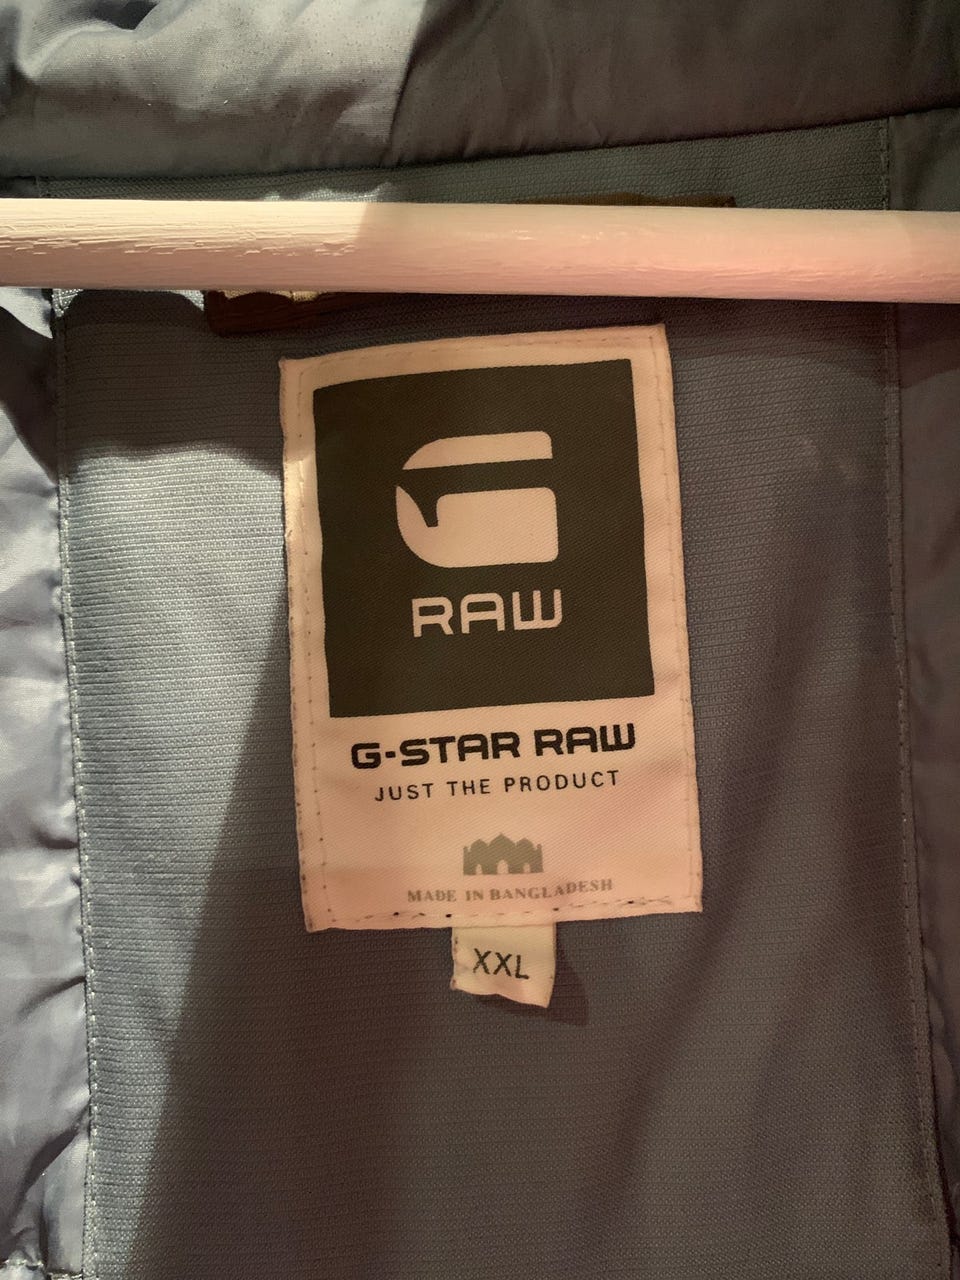 RAW
G-STAR RAW
JUST THE PRODUCT
MADE IN BANGLADESH
XXL